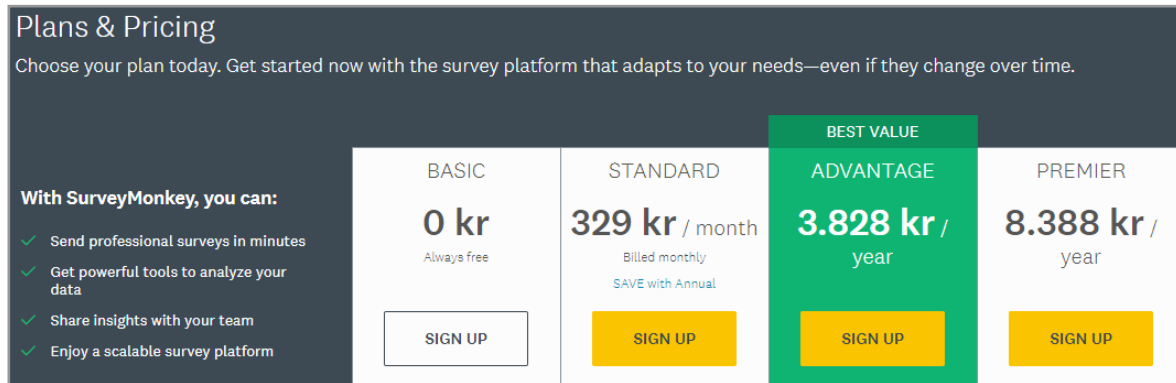 Plans & Pricing
Choose your plan today. Get started now with the survey platform that adapts to your needs—even if they change over time.
With SurveyMonkey, you can:
Send professional surveys in minutes
Get powerful tools to analyze your
data
Share insights with your team
Enjoy a scalable survey platform
BASIC
0 kr
Always free
SIGN UP
STANDARD
329 kr / month
Billed monthly
SAVE with Annual
SIGN UP
BEST VALUE
ADVANTAGE
3.828 kr /
year
SIGN UP
PREMIER
8.388 kr /
year
SIGN UP